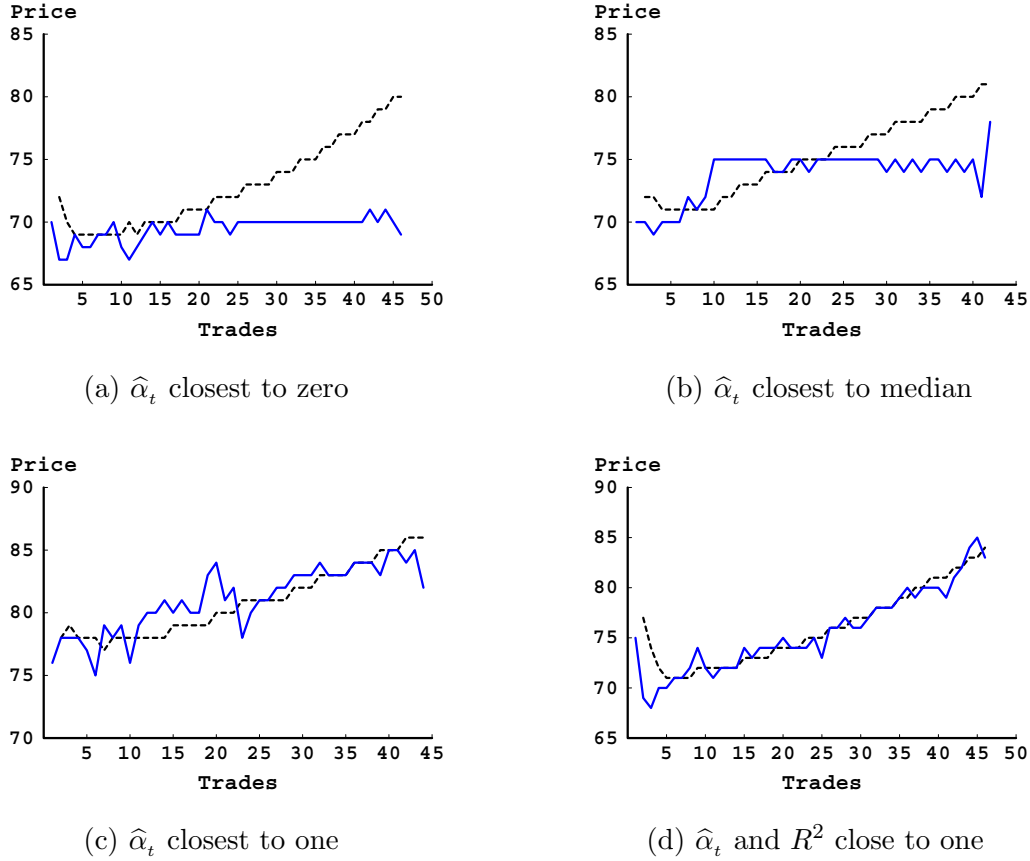 Price
85
80
75
70
65
5 10 15 20 25 30 35 40 45 50
Trades
(a) α̂_t closest to zero
Price
85
80
75
70
65
5 10 15 20 25 30 35 40 45
Trades
(b) α̂_t closest to median
Price
90
85
80
75
70
5 10 15 20 25 30 35 40 45
Trades
(c) α̂_t closest to one
Price
90
85
80
75
70
65
5 10 15 20 25 30 35 40 45 50
Trades
(d) α̂_t and R² close to one